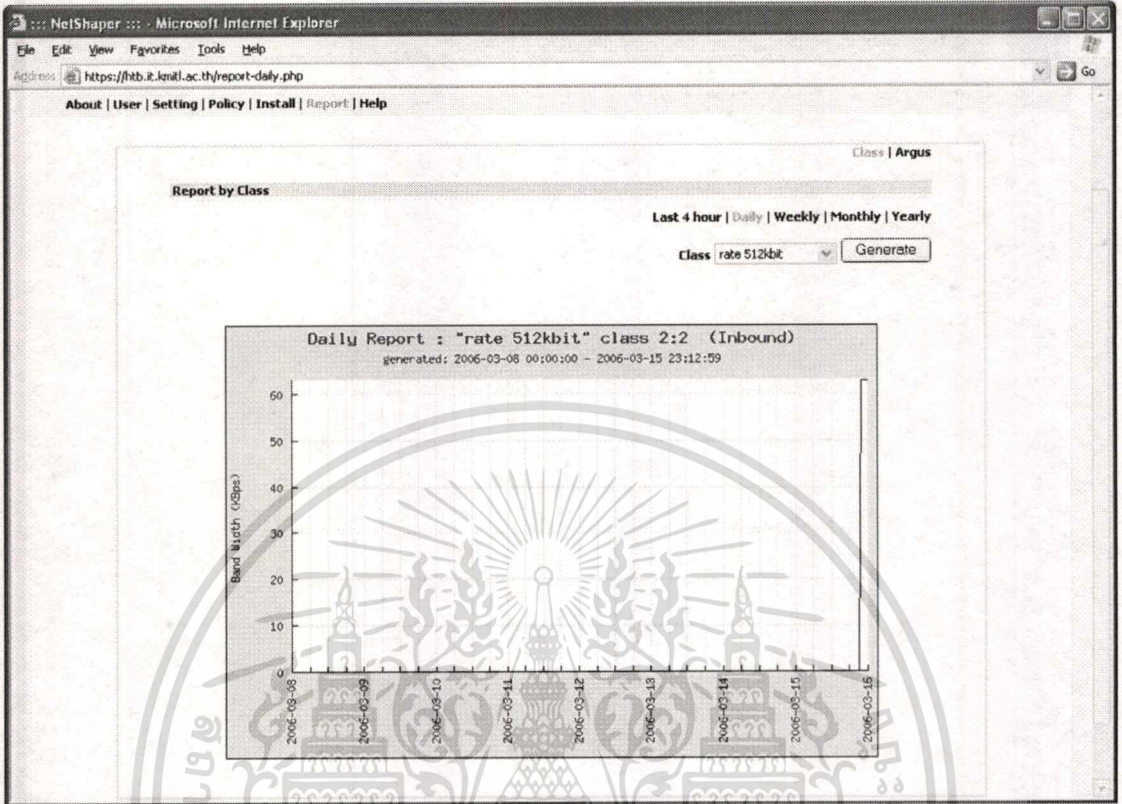 ::: NetShaper ::: - Microsoft Internet Explorer
File Edit View Favorites Tools Help
Address https://htb.it.kmitl.ac.th/report-daily.php Go
About | User | Setting | Policy | Install | Report | Help
Class | Argus
Report by Class
Last 4 hour | Daily | Weekly | Monthly | Yearly
Class rate 512kbit Generate
Daily Report : "rate 512kbit" class 2:2 (Inbound)
generated: 2006-03-08 00:00:00 - 2006-03-15 23:12:59
Band Width (KBps)
60
50
40
30
20
10
0
2006-03-08
2006-03-09
2006-03-10
2006-03-11
2006-03-12
2006-03-13
2006-03-14
2006-03-15
2006-03-16